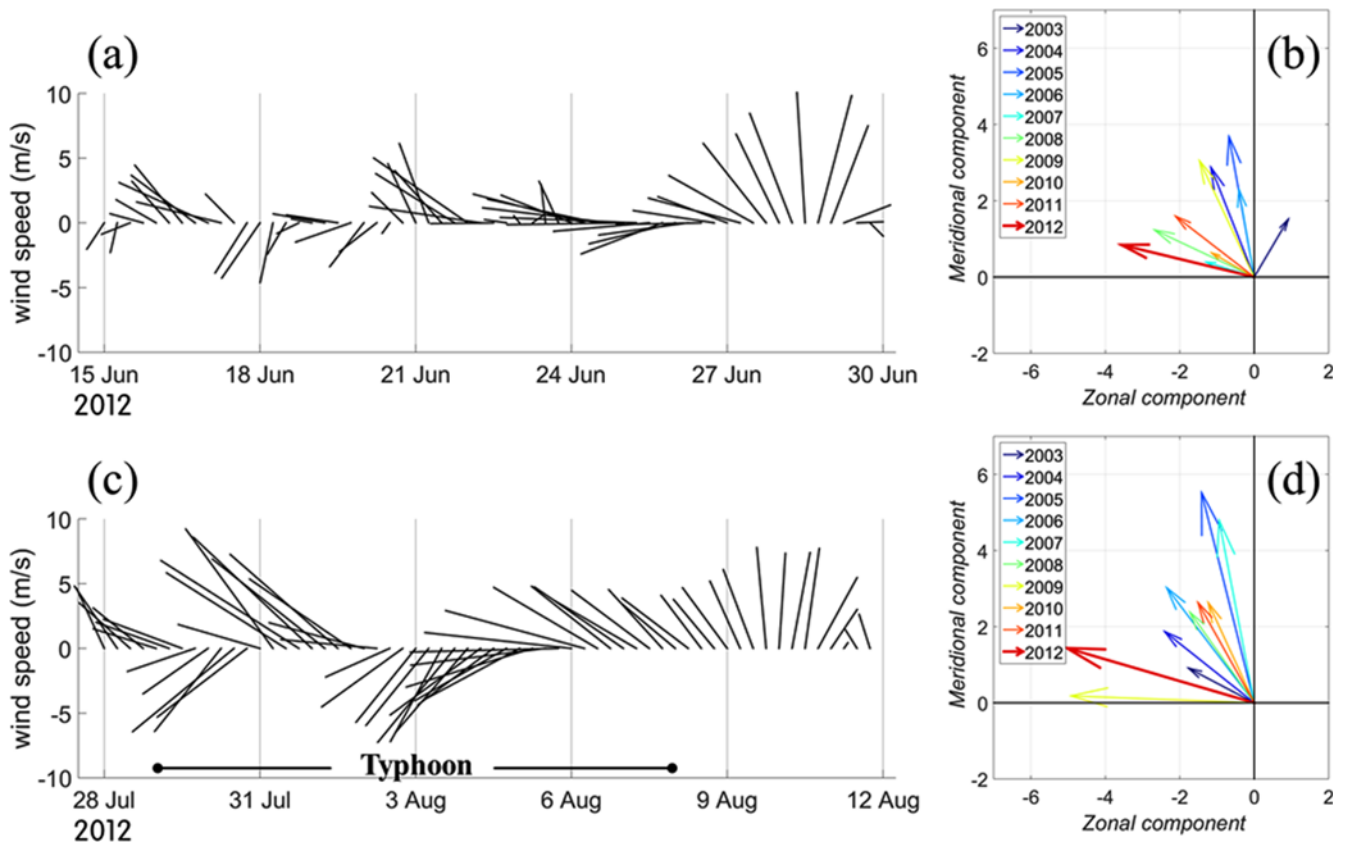 (a)
wind speed (m/s)
10
5
0
-5
-10
15 Jun 18 Jun 21 Jun 24 Jun 27 Jun 30 Jun
2012
(b)
Meridional component
6
4
2
0
-2
2003
2004
2005
2006
2007
2008
2009
2010
2011
2012
-6 -4 -2 0 2
Zonal component
(c)
wind speed (m/s)
10
5
0
-5
-10
Typhoon
28 Jul 31 Jul 3 Aug 6 Aug 9 Aug 12 Aug
2012
(d)
Meridional component
6
4
2
0
-2
2003
2004
2005
2006
2007
2008
2009
2010
2011
2012
-6 -4 -2 0 2
Zonal component